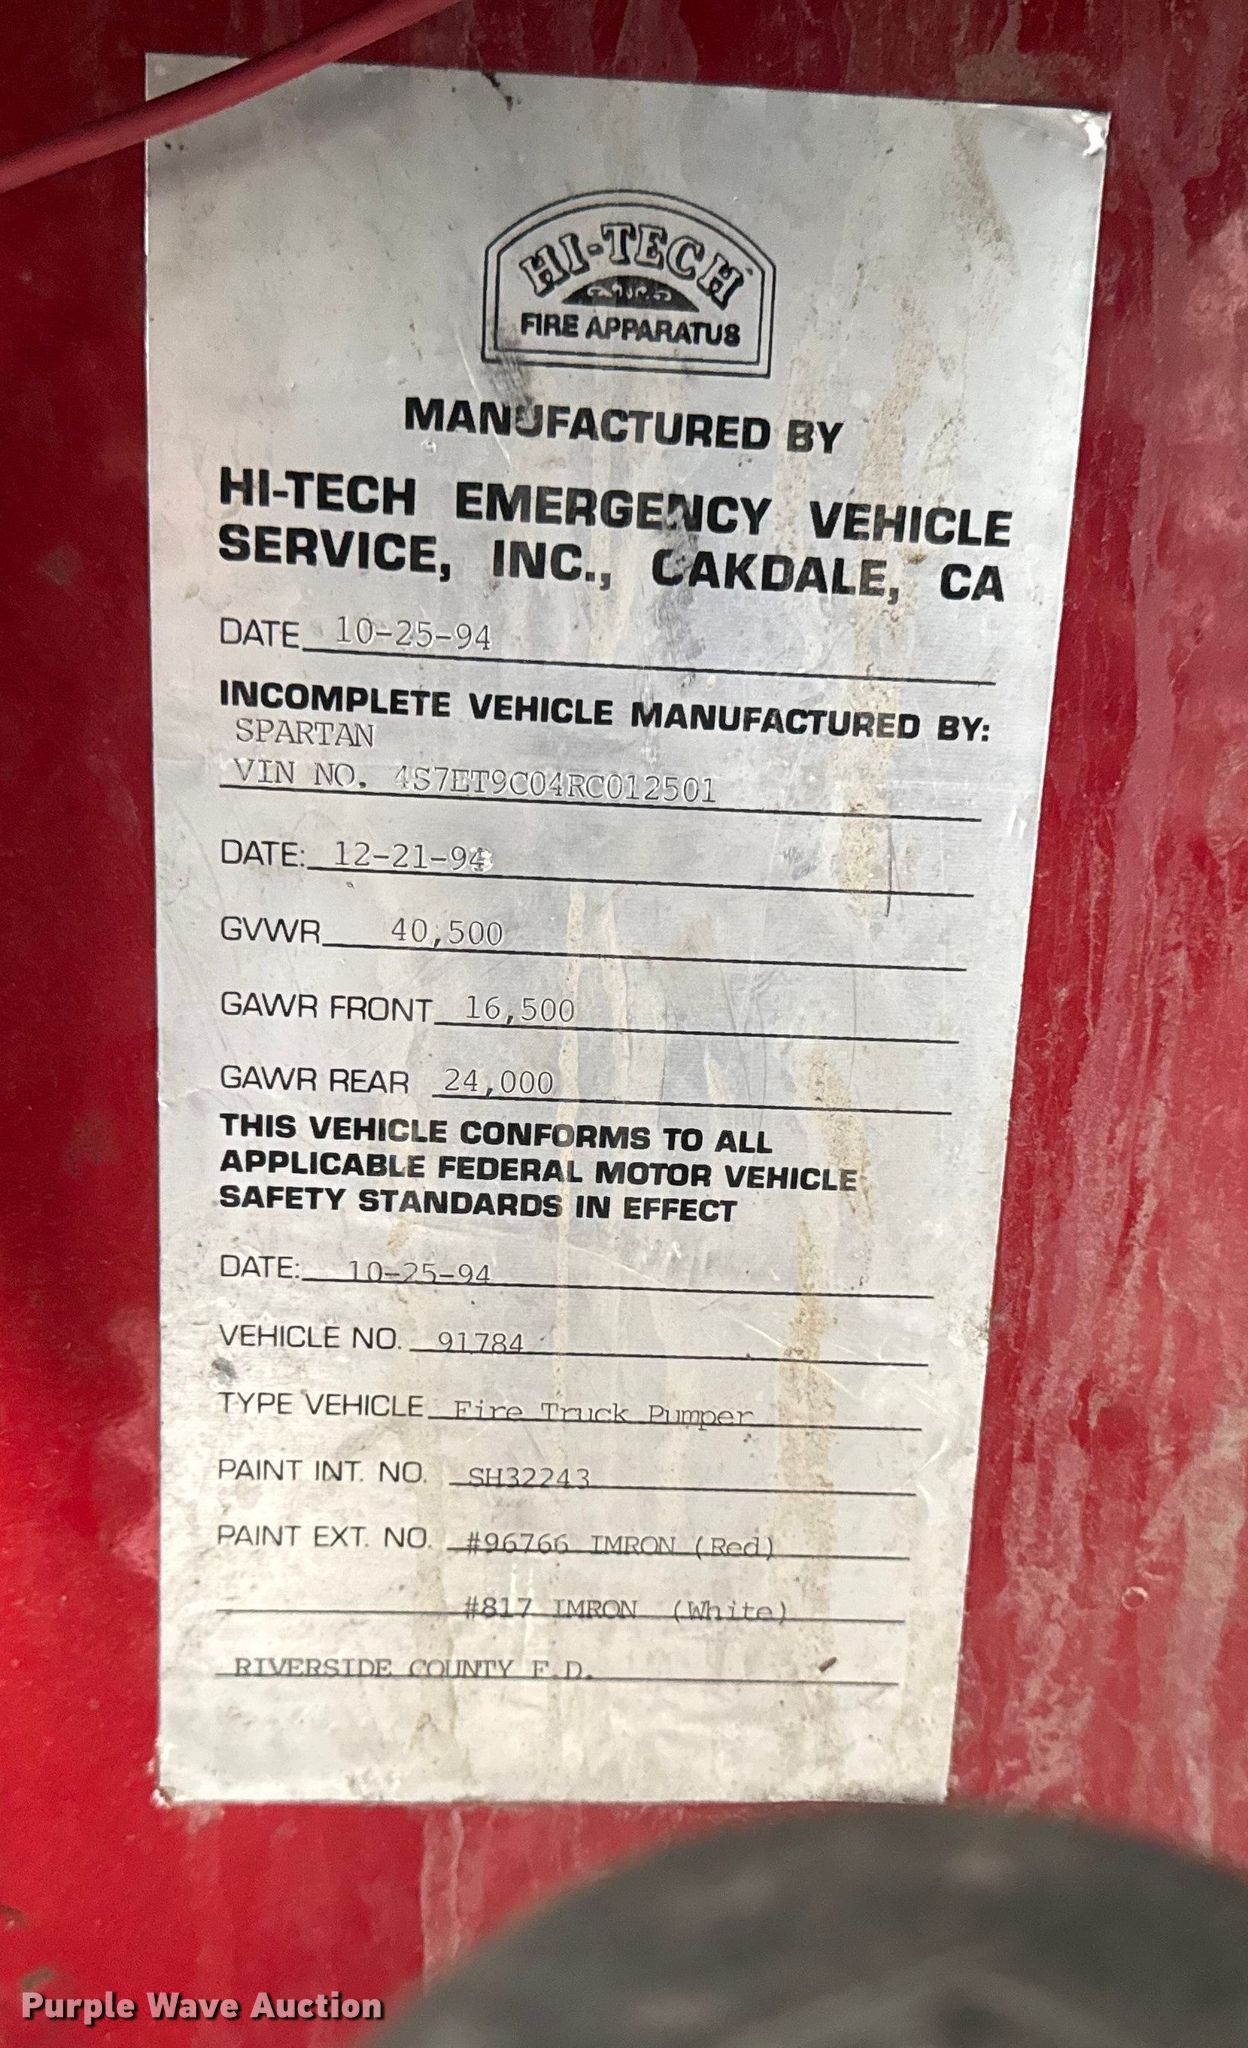 HI-TECH
FIRE APPARATUS
MANUFACTURED BY
HI-TECH EMERGENCY VEHICLE
SERVICE, INC., OAKDALE, CA
DATE 10-25-94
INCOMPLETE VEHICLE MANUFACTURED BY:
SPARTAN
VIN NO. 4S7ET9C04RC012501
DATE: 12-21-94
GVWR 40,500
GAWR FRONT 16,500
GAWR REAR 24,000
THIS VEHICLE CONFORMS TO ALL
APPLICABLE FEDERAL MOTOR VEHICLE
SAFETY STANDARDS IN EFFECT
DATE: 10-25-94
VEHICLE NO. 91784
TYPE VEHICLE Fire Truck Pumper
PAINT INT. NO. SH32243
PAINT EXT. NO. #96766 IMRON (Red)
#817 IMRON (White)
RIVERSIDE COUNTY F.D.
Purple Wave Auction